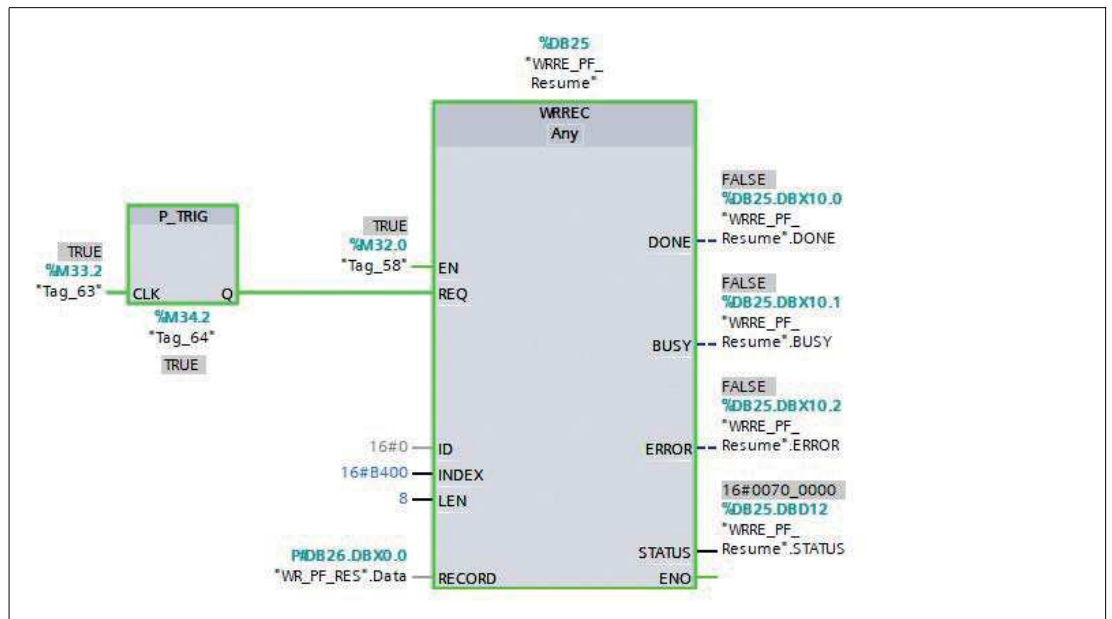 %DB25
"WRRE_PF_
Resume"
WRREC
Any
P_TRIG
TRUE
%M33.2
"Tag_63"
CLK
Q
%M34.2
"Tag_64"
TRUE
TRUE
%M32.0
"Tag_58"
EN
REQ
16#0
ID
16#B400
INDEX
8
LEN
P#DB26.DBX0.0
"WR_PF_RES".Data
RECORD
FALSE
%DB25.DBX10.0
"WRRE_PF_
DONE
Resume".DONE
FALSE
%DB25.DBX10.1
"WRRE_PF_
BUSY
Resume".BUSY
FALSE
%DB25.DBX10.2
"WRRE_PF_
ERROR
Resume".ERROR
16#0070_0000
%DB25.DBD12
"WRRE_PF_
STATUS
Resume".STATUS
ENO